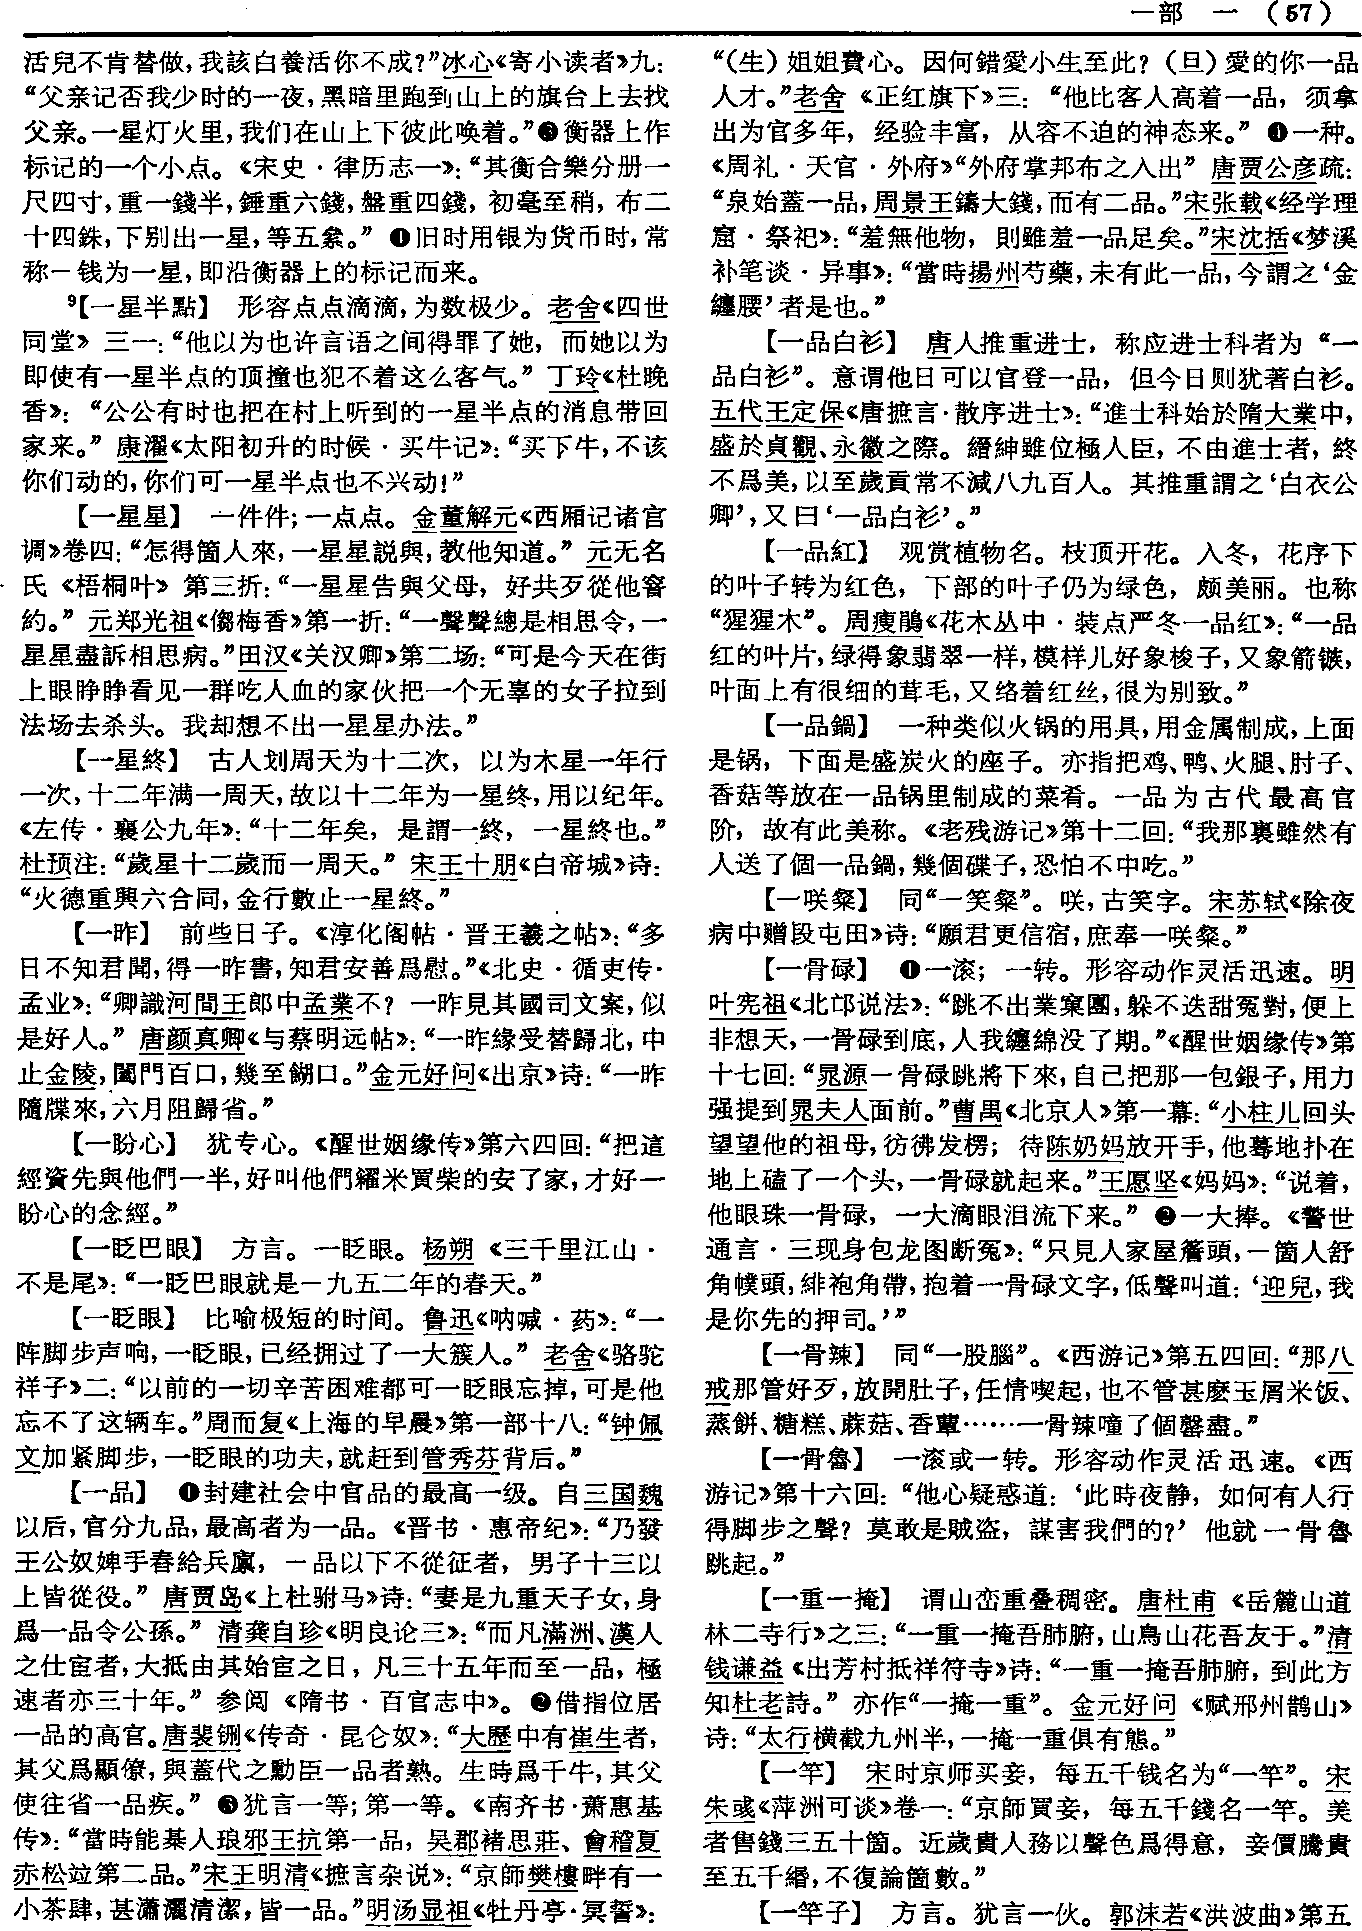 一部　一　(57)
活兒不肯替做，我該白養活你不成？”冰心《寄小读者》九：
“父亲记否我少时的一夜，黑暗里跑到山上的旗台上去找
父亲。一星灯火里，我们在山上下彼此唤着。”❸衡器上作
标记的一个小点。《宋史·律历志一》：“其衡合樂分册一
尺四寸，重一錢半，錘重六錢，盤重四錢，初毫至稍，布二
十四銖，下别出一星，等五絫。”❹旧时用银为货币时，常
称一钱为一星，即沿衡器上的标记而来。
⁹【一星半點】　形容点点滴滴，为数极少。老舍《四世
同堂》三一：“他以为也许言语之间得罪了她，而她以为
即使有一星半点的顶撞也犯不着这么客气。”丁玲《杜晚
香》：“公公有时也把在村上听到的一星半点的消息带回
家来。”康濯《太阳初升的时候·买牛记》：“买下牛，不该
你们动的，你们可一星半点也不兴动！”
【一星星】　一件件；一点点。金董解元《西厢记诸宫
调》卷四：“怎得箇人來，一星星説與，教他知道。”元无名
氏《梧桐叶》第三折：“一星星告與父母，好共歹從他窨
約。”元郑光祖《㑳梅香》第一折：“一聲聲總是相思令，一
星星盡訴相思病。”田汉《关汉卿》第二场：“可是今天在街
上眼睁睁看见一群吃人血的家伙把一个无辜的女子拉到
法场去杀头。我却想不出一星星办法。”
【一星終】　古人划周天为十二次，以为木星一年行
一次，十二年满一周天，故以十二年为一星终，用以纪年。
《左传·襄公九年》：“十二年矣，是謂一終，一星終也。”
杜预注：“歲星十二歲而一周天。”宋王十朋《白帝城》诗：
“火德重興六合同，金行數止一星終。”
【一昨】　前些日子。《淳化阁帖·晋王羲之帖》：“多
日不知君聞，得一昨書，知君安善爲慰。”《北史·循吏传·
孟业》：“卿識河間王郎中孟業不？一昨見其國司文案，似
是好人。”唐颜真卿《与蔡明远帖》：“一昨緣受替歸北，中
止金陵，闔門百口，幾至餬口。”金元好问《出京》诗：“一昨
隨牒來，六月阻歸省。”
【一盼心】　犹专心。《醒世姻缘传》第六四回：“把這
經資先與他們一半，好叫他們糴米買柴的安了家，才好一
盼心的念經。”
【一眨巴眼】　方言。一眨眼。杨朔《三千里江山·
不是尾》：“一眨巴眼就是一九五二年的春天。”
【一眨眼】　比喻极短的时间。鲁迅《呐喊·药》：“一
阵脚步声响，一眨眼，已经拥过了一大簇人。”老舍《骆驼
祥子》二：“以前的一切辛苦困难都可一眨眼忘掉，可是他
忘不了这辆车。”周而复《上海的早晨》第一部十八：“钟佩
文加紧脚步，一眨眼的功夫，就赶到管秀芬背后。”
【一品】　❶封建社会中官品的最高一级。自三国魏
以后，官分九品，最高者为一品。《晋书·惠帝纪》：“乃發
王公奴婢手舂給兵廩，一品以下不從征者，男子十三以
上皆從役。”唐贾岛《上杜驸马》诗：“妻是九重天子女，身
爲一品令公孫。”清龚自珍《明良论三》：“而凡滿洲、漢人
之仕宦者，大抵由其始宦之日，凡三十五年而至一品，極
速者亦三十年。”参阅《隋书·百官志中》。❷借指位居
一品的高官。唐裴铏《传奇·昆仑奴》：“大歷中有崔生者，
其父爲顯僚，與蓋代之勳臣一品者熟。生時爲千牛，其父
使往省一品疾。”❸犹言一等；第一等。《南齐书·萧惠基
传》：“當時能棊人琅邪王抗第一品，吴郡褚思莊、會稽夏
赤松竝第二品。”宋王明清《摭言杂说》：“京師樊樓畔有一
小茶肆，甚瀟灑清潔，皆一品。”明汤显祖《牡丹亭·冥誓》：
“（生）姐姐費心。因何錯愛小生至此？（旦）愛的你一品
人才。”老舍《正红旗下》三：“他比客人高着一品，须拿
出为官多年，经验丰富，从容不迫的神态来。”❹一种。
《周礼·天官·外府》“外府掌邦布之入出”唐贾公彦疏：
“泉始蓋一品，周景王鑄大錢，而有二品。”宋张载《经学理
窟·祭祀》：“羞無他物，則雖羞一品足矣。”宋沈括《梦溪
补笔谈·异事》：“當時揚州芍藥，未有此一品，今謂之‘金
纏腰’者是也。”
【一品白衫】　唐人推重进士，称应进士科者为“一
品白衫”。意谓他日可以官登一品，但今日则犹著白衫。
五代王定保《唐摭言·散序进士》：“進士科始於隋大業中，
盛於貞觀、永徽之際。縉紳雖位極人臣，不由進士者，終
不爲美，以至歲貢常不減八九百人。其推重謂之‘白衣公
卿’，又曰‘一品白衫’。”
【一品紅】　观赏植物名。枝顶开花。入冬，花序下
的叶子转为红色，下部的叶子仍为绿色，颇美丽。也称
“猩猩木”。周瘦鹃《花木丛中·装点严冬一品红》：“一品
红的叶片，绿得象翡翠一样，模样儿好象梭子，又象箭镞，
叶面上有很细的茸毛，又络着红丝，很为别致。”
【一品鍋】　一种类似火锅的用具，用金属制成，上面
是锅，下面是盛炭火的座子。亦指把鸡、鸭、火腿、肘子、
香菇等放在一品锅里制成的菜肴。一品为古代最高官
阶，故有此美称。《老残游记》第十二回：“我那裏雖然有
人送了個一品鍋，幾個碟子，恐怕不中吃。”
【一咲粲】　同“一笑粲”。咲，古笑字。宋苏轼《除夜
病中赠段屯田》诗：“願君更信宿，庶奉一咲粲。”
【一骨碌】　❶一滚；一转。形容动作灵活迅速。明
叶宪祖《北邙说法》：“跳不出業窠團，躲不迭甜冤對，便上
非想天，一骨碌到底，人我纏綿没了期。”《醒世姻缘传》第
十七回：“晁源一骨碌跳將下來，自己把那一包銀子，用力
强提到晁夫人面前。”曹禺《北京人》第一幕：“小柱儿回头
望望他的祖母，彷彿发楞；待陈奶妈放开手，他蓦地扑在
地上磕了一个头，一骨碌就起来。”王愿坚《妈妈》：“说着，
他眼珠一骨碌，一大滴眼泪流下来。”❷一大捧。《警世
通言·三现身包龙图断冤》：“只見人家屋簷頭，一箇人舒
角幞頭，緋袍角帶，抱着一骨碌文字，低聲叫道：‘迎兒，我
是你先的押司。’”
【一骨辣】　同“一股腦”。《西游记》第五四回：“那八
戒那管好歹，放開肚子，任情喫起，也不管甚麽玉屑米饭、
蒸餅、糖糕、蔴菇、香蕈……一骨辣噇了個罄盡。”
【一骨魯】　一滚或一转。形容动作灵活迅速。《西
游记》第十六回：“他心疑惑道：‘此時夜静，如何有人行
得脚步之聲？莫敢是賊盗，謀害我們的？’他就一骨魯
跳起。”
【一重一掩】　谓山峦重叠稠密。唐杜甫《岳麓山道
林二寺行》之三：“一重一掩吾肺腑，山鳥山花吾友于。”清
钱谦益《出芳村抵祥符寺》诗：“一重一掩吾肺腑，到此方
知杜老詩。”亦作“一掩一重”。金元好问《赋邢州鹊山》
诗：“太行横截九州半，一掩一重俱有態。”
【一竿】　宋时京师买妾，每五千钱名为“一竿”。宋
朱彧《萍洲可谈》卷一：“京師買妾，每五千錢名一竿。美
者售錢三五十箇。近歲貴人務以聲色爲得意，妾價騰貴
至五千緡，不復論箇數。”
【一竿子】　方言。犹言一伙。郭沫若《洪波曲》第五